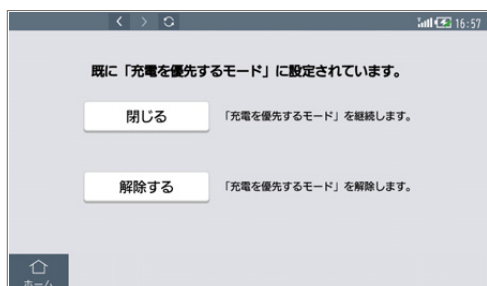 16:57
既に「充電を優先するモード」に設定されています。
閉じる
「充電を優先するモード」を継続します。
解除する
「充電を優先するモード」を解除します。
ホーム